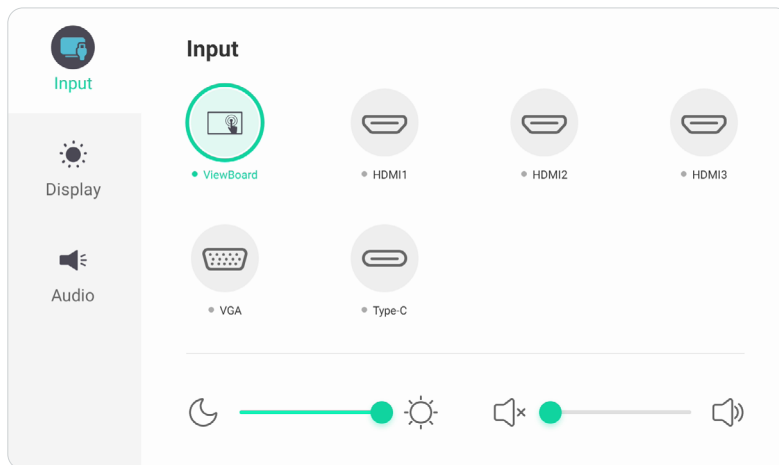 Input
Display
Audio
Input
ViewBoard
HDMI1
HDMI2
HDMI3
VGA
Type-C